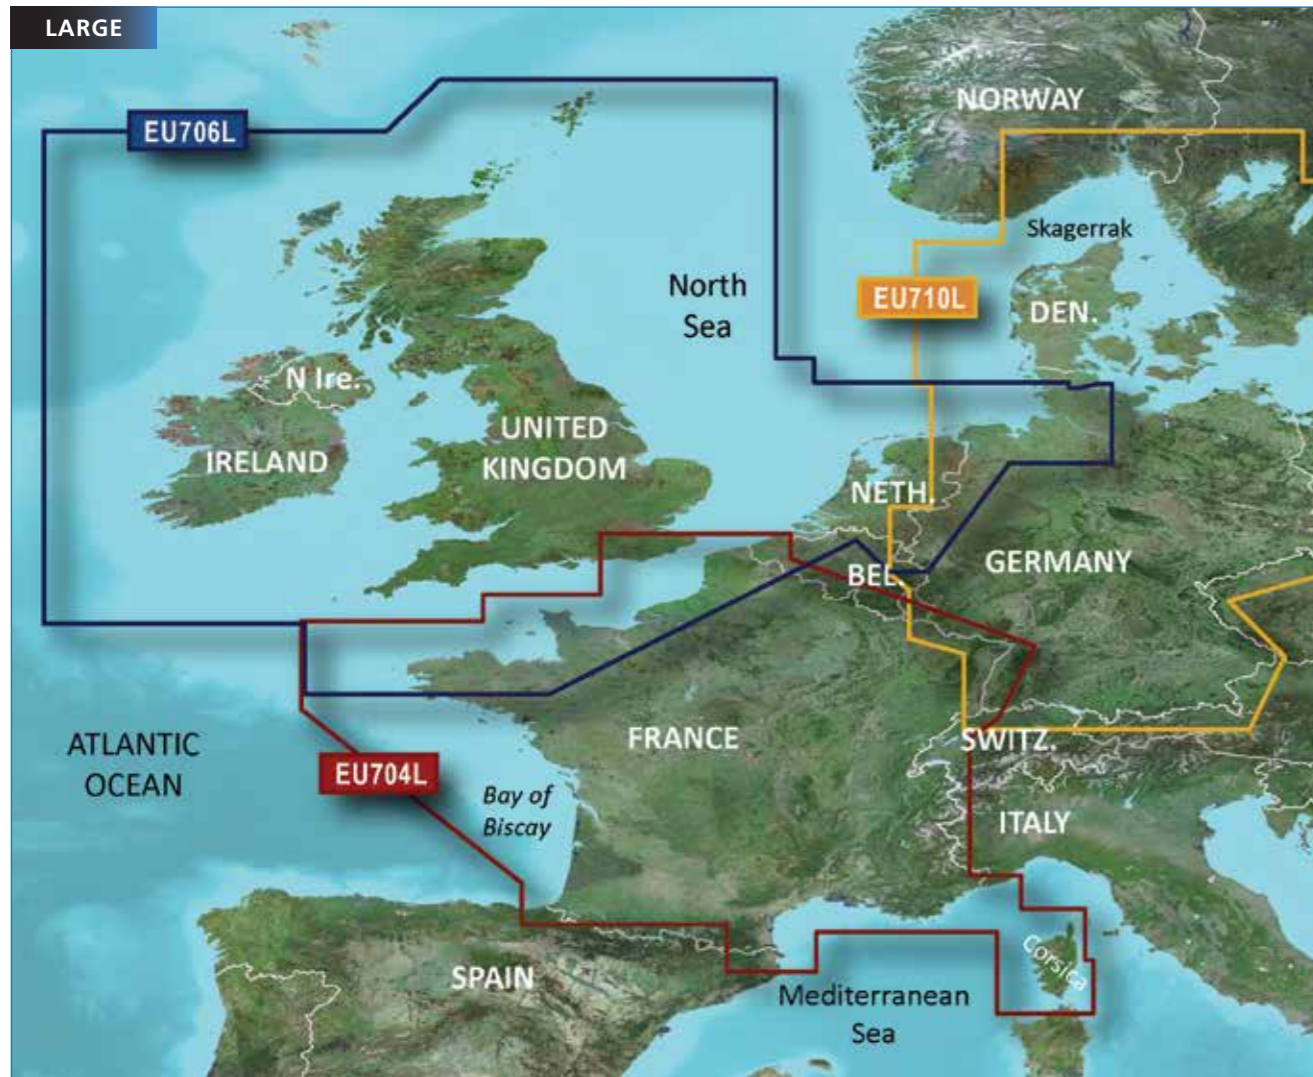 LARGE
EU706L
NORWAY
Skagerrak
North
Sea
EU710L
DEN.
N Ire.
UNITED
KINGDOM
IRELAND
NETH.
BEL.
GERMANY
ATLANTIC
OCEAN
EU704L
FRANCE
SWITZ.
Bay of
Biscay
ITALY
SPAIN
Corsica
Mediterranean
Sea